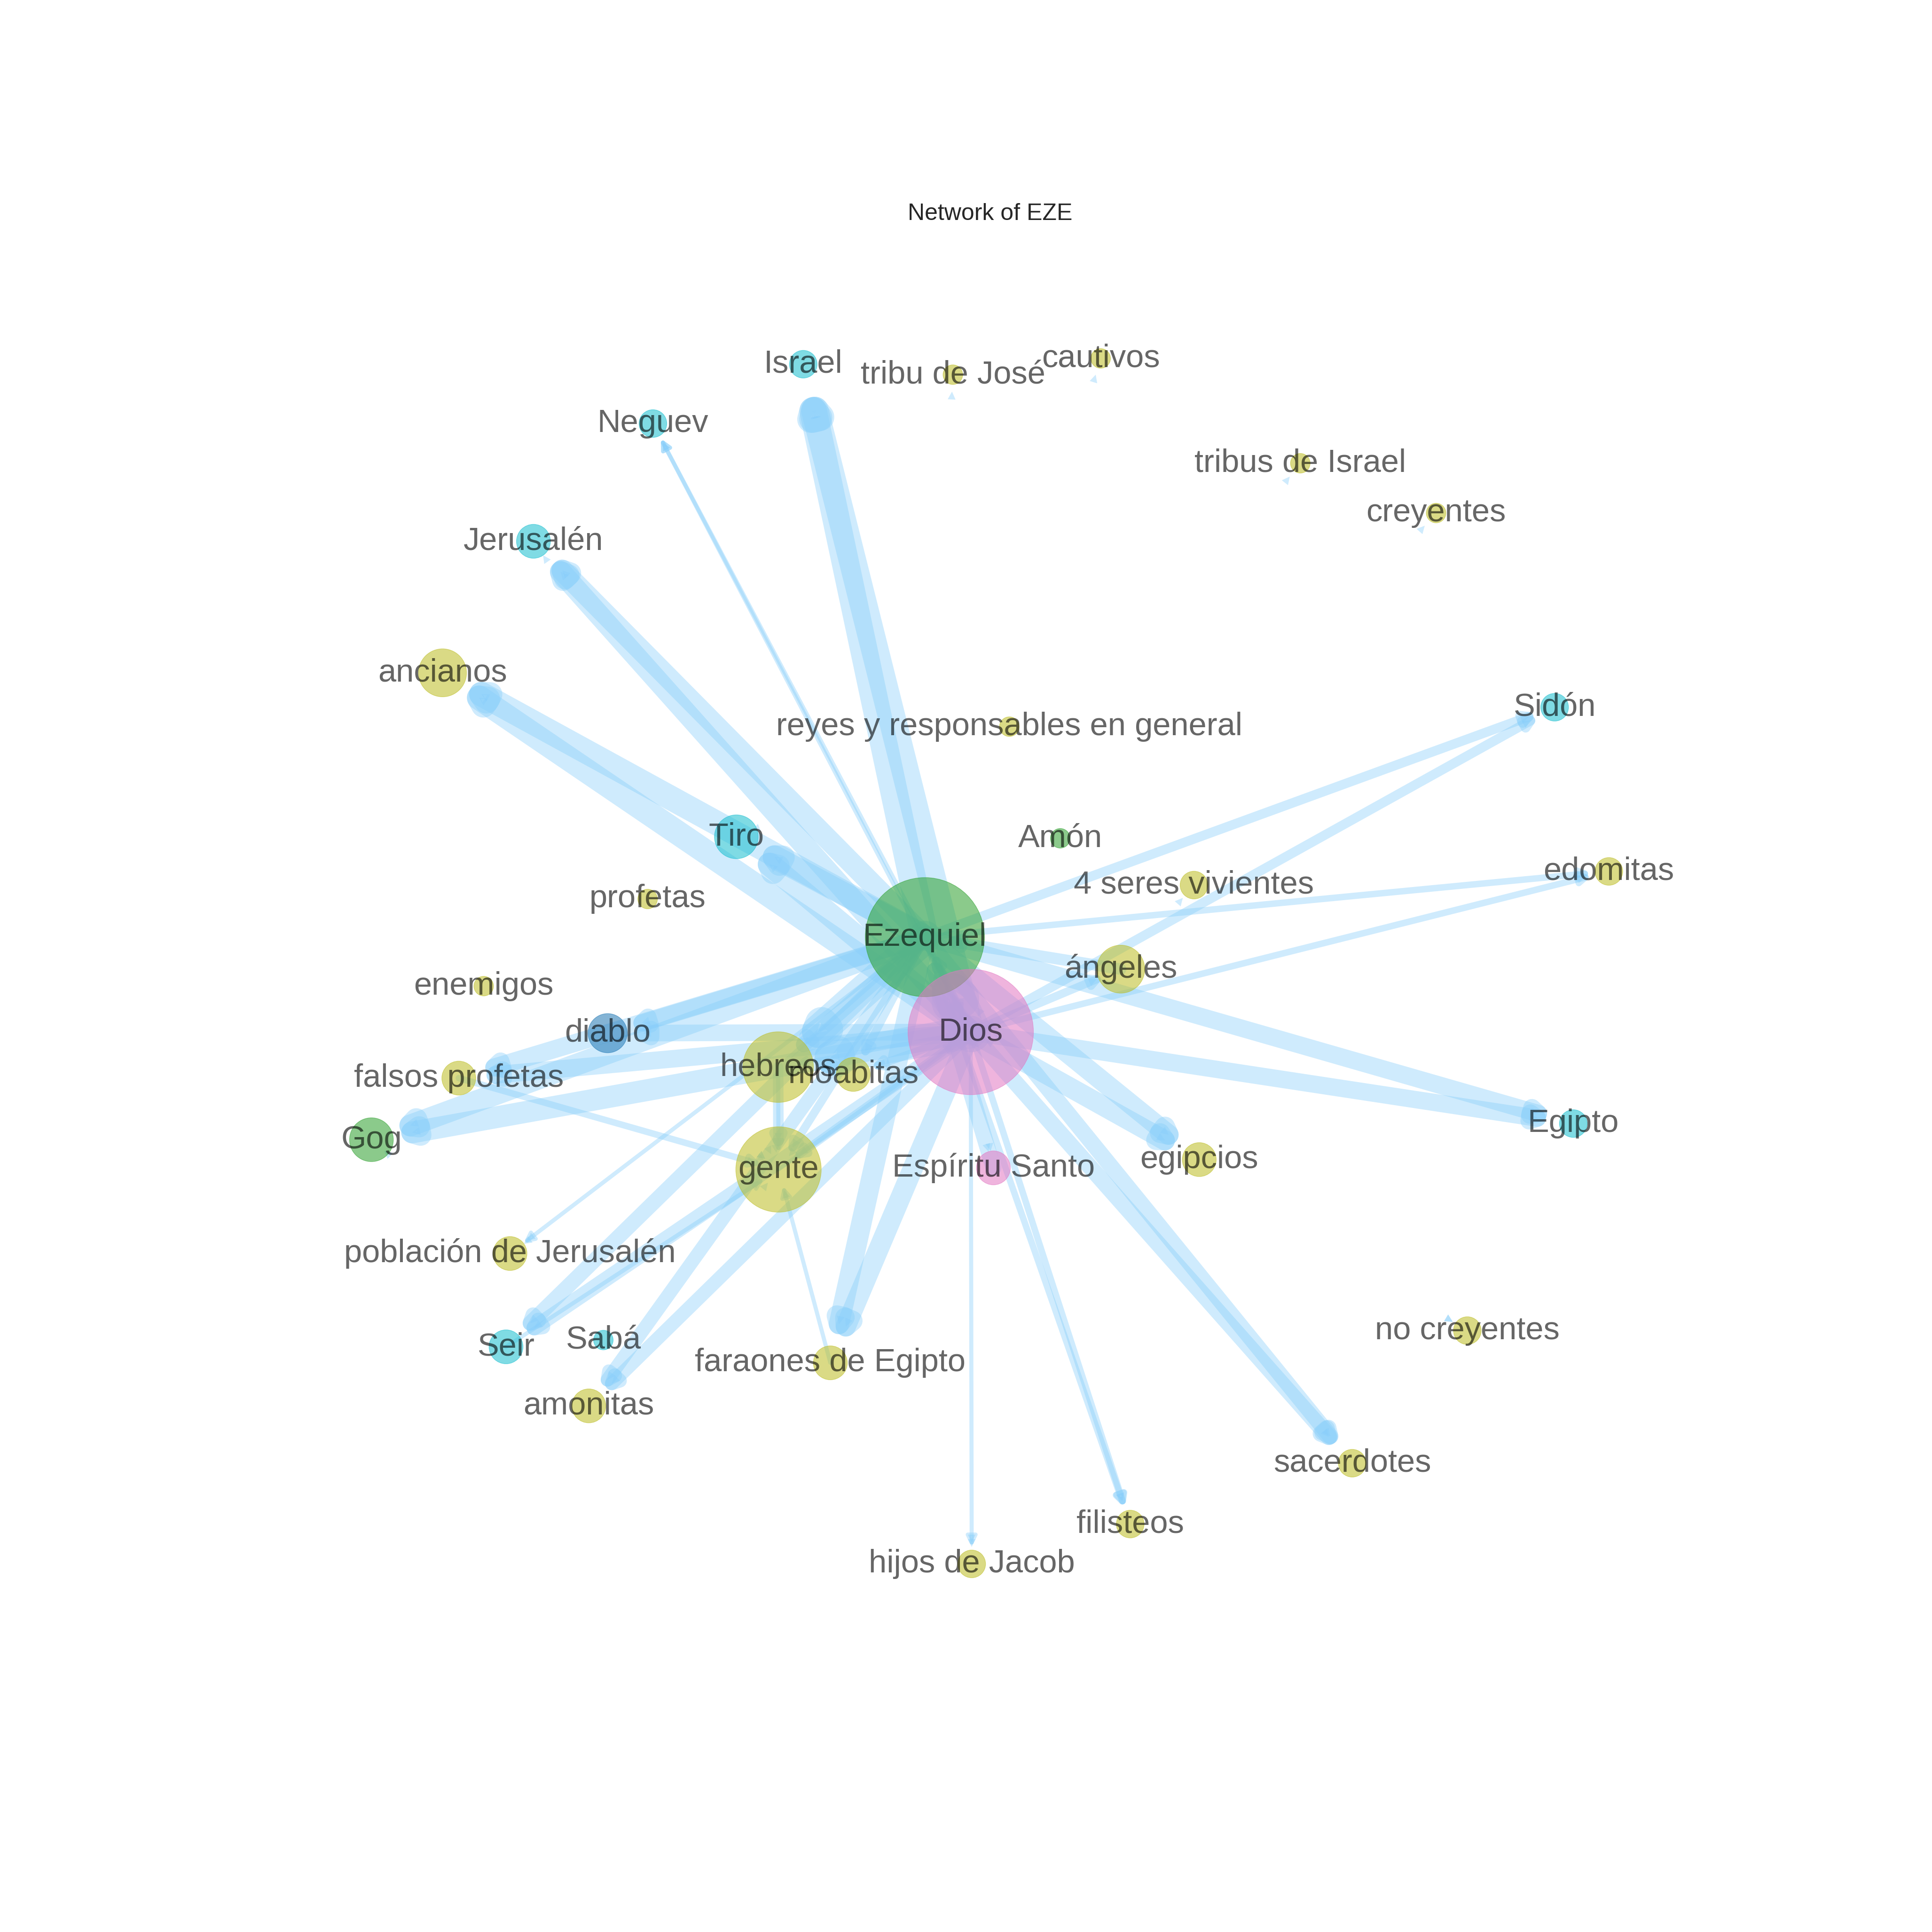 Network of EZE
Israel
tribu de José
cautivos
Neguev
tribus de Israel
creyentes
Jerusalén
ancianos
Sidón
reyes y responsables en general
Tiro
Amón
edomitas
4 seres vivientes
profetas
Ezequiel
ángeles
enemigos
diablo
Dios
hebreos
moabitas
falsos profetas
Egipto
Gog
gente
Espíritu Santo
egipcios
población de Jerusalén
no creyentes
Seir
Sabá
faraones de Egipto
amonitas
sacerdotes
filisteos
hijos de Jacob